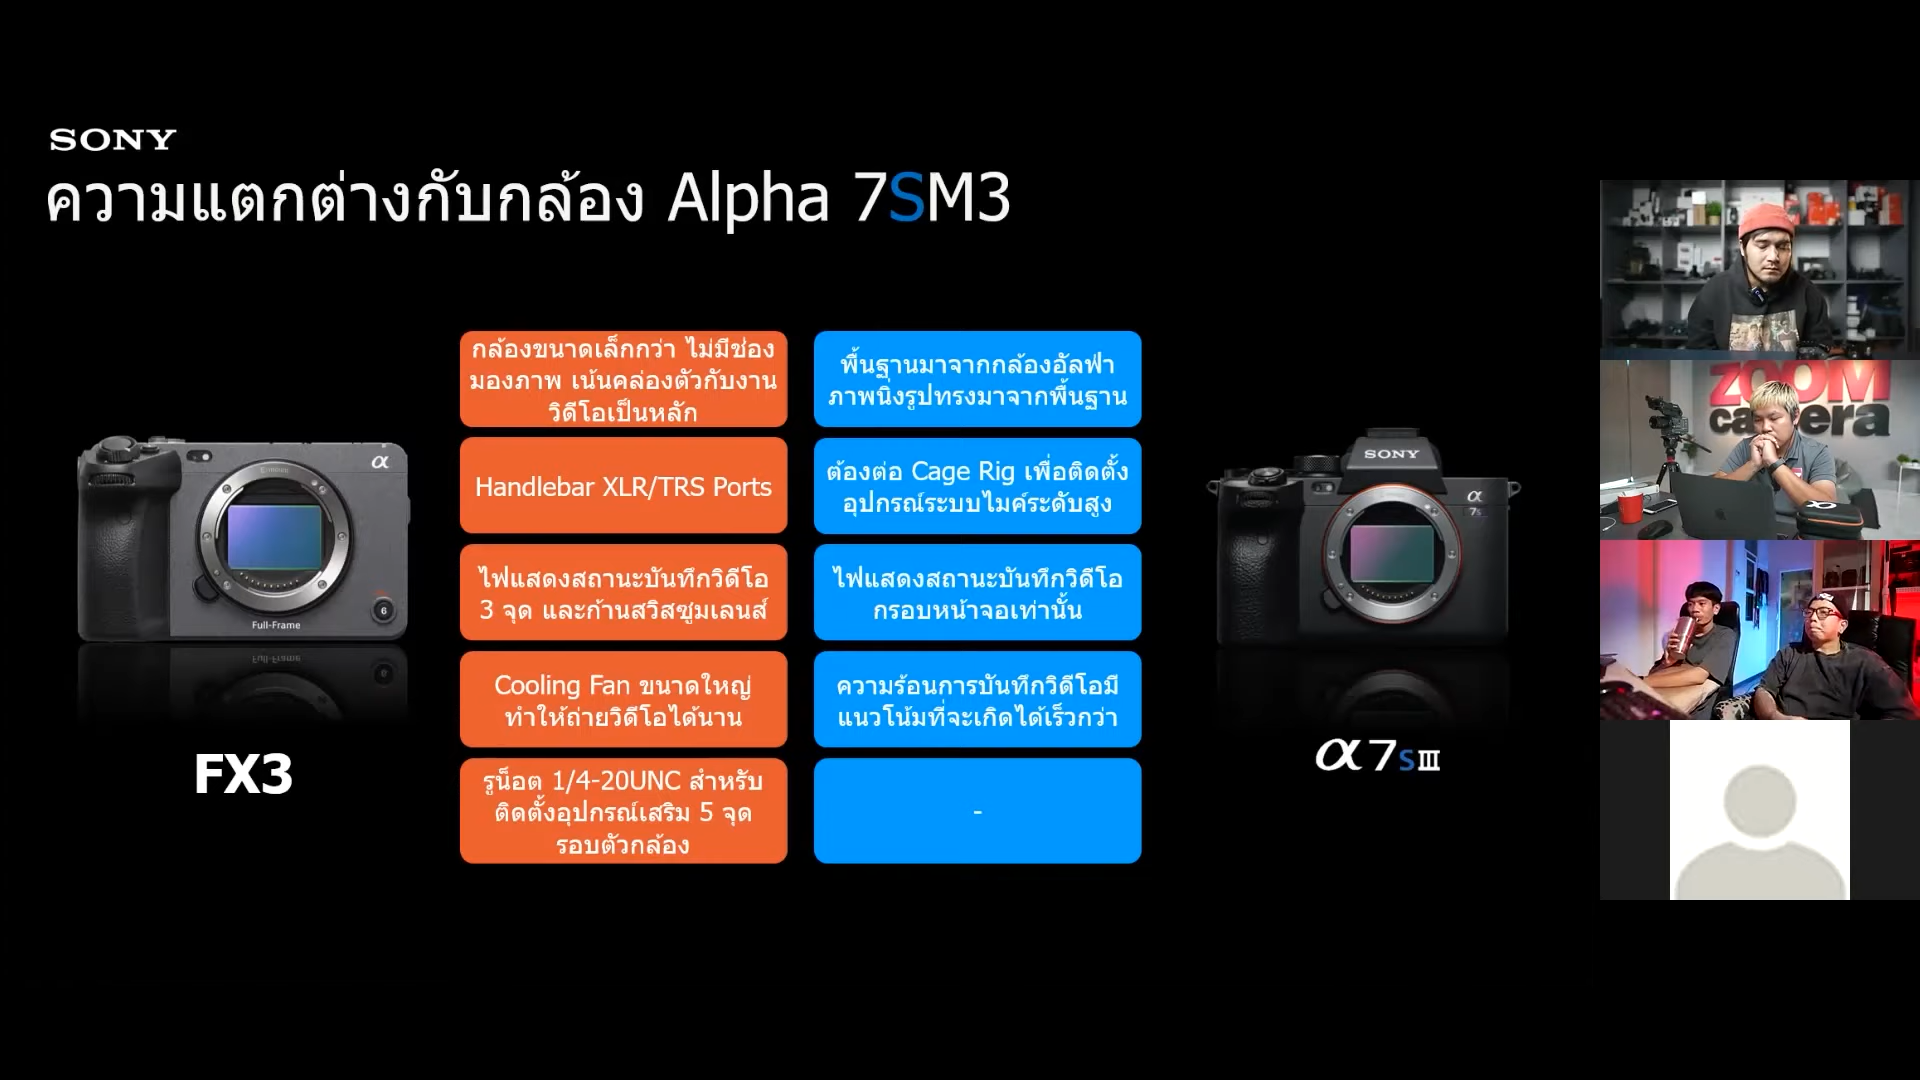 SONY
ความแตกต่างกับกล้อง Alpha 7SM3
กล้องขนาดเล็กกว่า ไม่มีช่อง
มองภาพ เน้นคล่องตัวกับงาน
วิดีโอเป็นหลัก
พื้นฐานมาจากกล้องอัลฟ่า
ภาพนิ่งรูปทรงมาจากพื้นฐาน
Handlebar XLR/TRS Ports
ต้องต่อ Cage Rig เพื่อติดตั้ง
อุปกรณ์ระบบไมค์ระดับสูง
ไฟแสดงสถานะบันทึกวิดีโอ
3 จุด และก้านสวิสซูมเลนส์
ไฟแสดงสถานะบันทึกวิดีโอ
กรอบหน้าจอเท่านั้น
Cooling Fan ขนาดใหญ่
ทำให้ถ่ายวิดีโอได้นาน
ความร้อนการบันทึกวิดีโอมี
แนวโน้มที่จะเกิดได้เร็วกว่า
รูน็อต 1/4-20UNC สำหรับ
ติดตั้งอุปกรณ์เสริม 5 จุด
รอบตัวกล้อง
-
α
6
Full-Frame
FX3
SONY
α
7S
α7SIII
ZOOM
camera